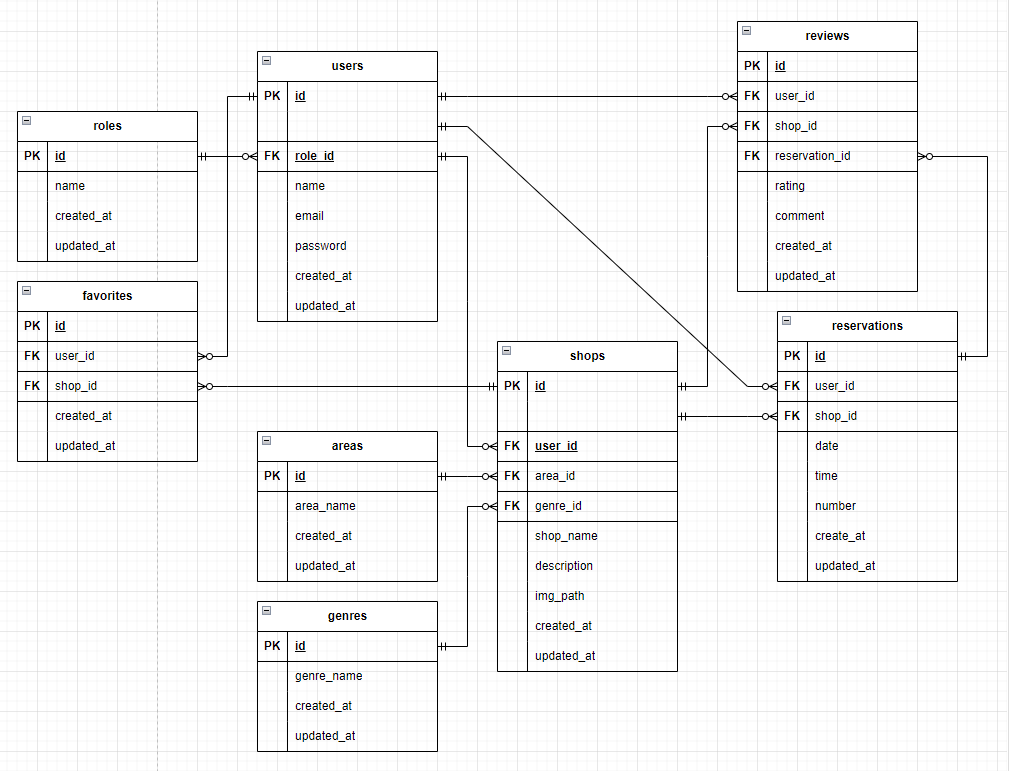 roles
PK id
name
created_at
updated_at
favorites
PK id
FK user_id
FK shop_id
created_at
updated_at
users
PK id
FK role_id
name
email
password
created_at
updated_at
areas
PK id
area_name
created_at
updated_at
genres
PK id
genre_name
created_at
updated_at
shops
PK id
FK user_id
FK area_id
FK genre_id
shop_name
description
img_path
created_at
updated_at
reviews
PK id
FK user_id
FK shop_id
FK reservation_id
rating
comment
created_at
updated_at
reservations
PK id
FK user_id
FK shop_id
date
time
number
create_at
updated_at